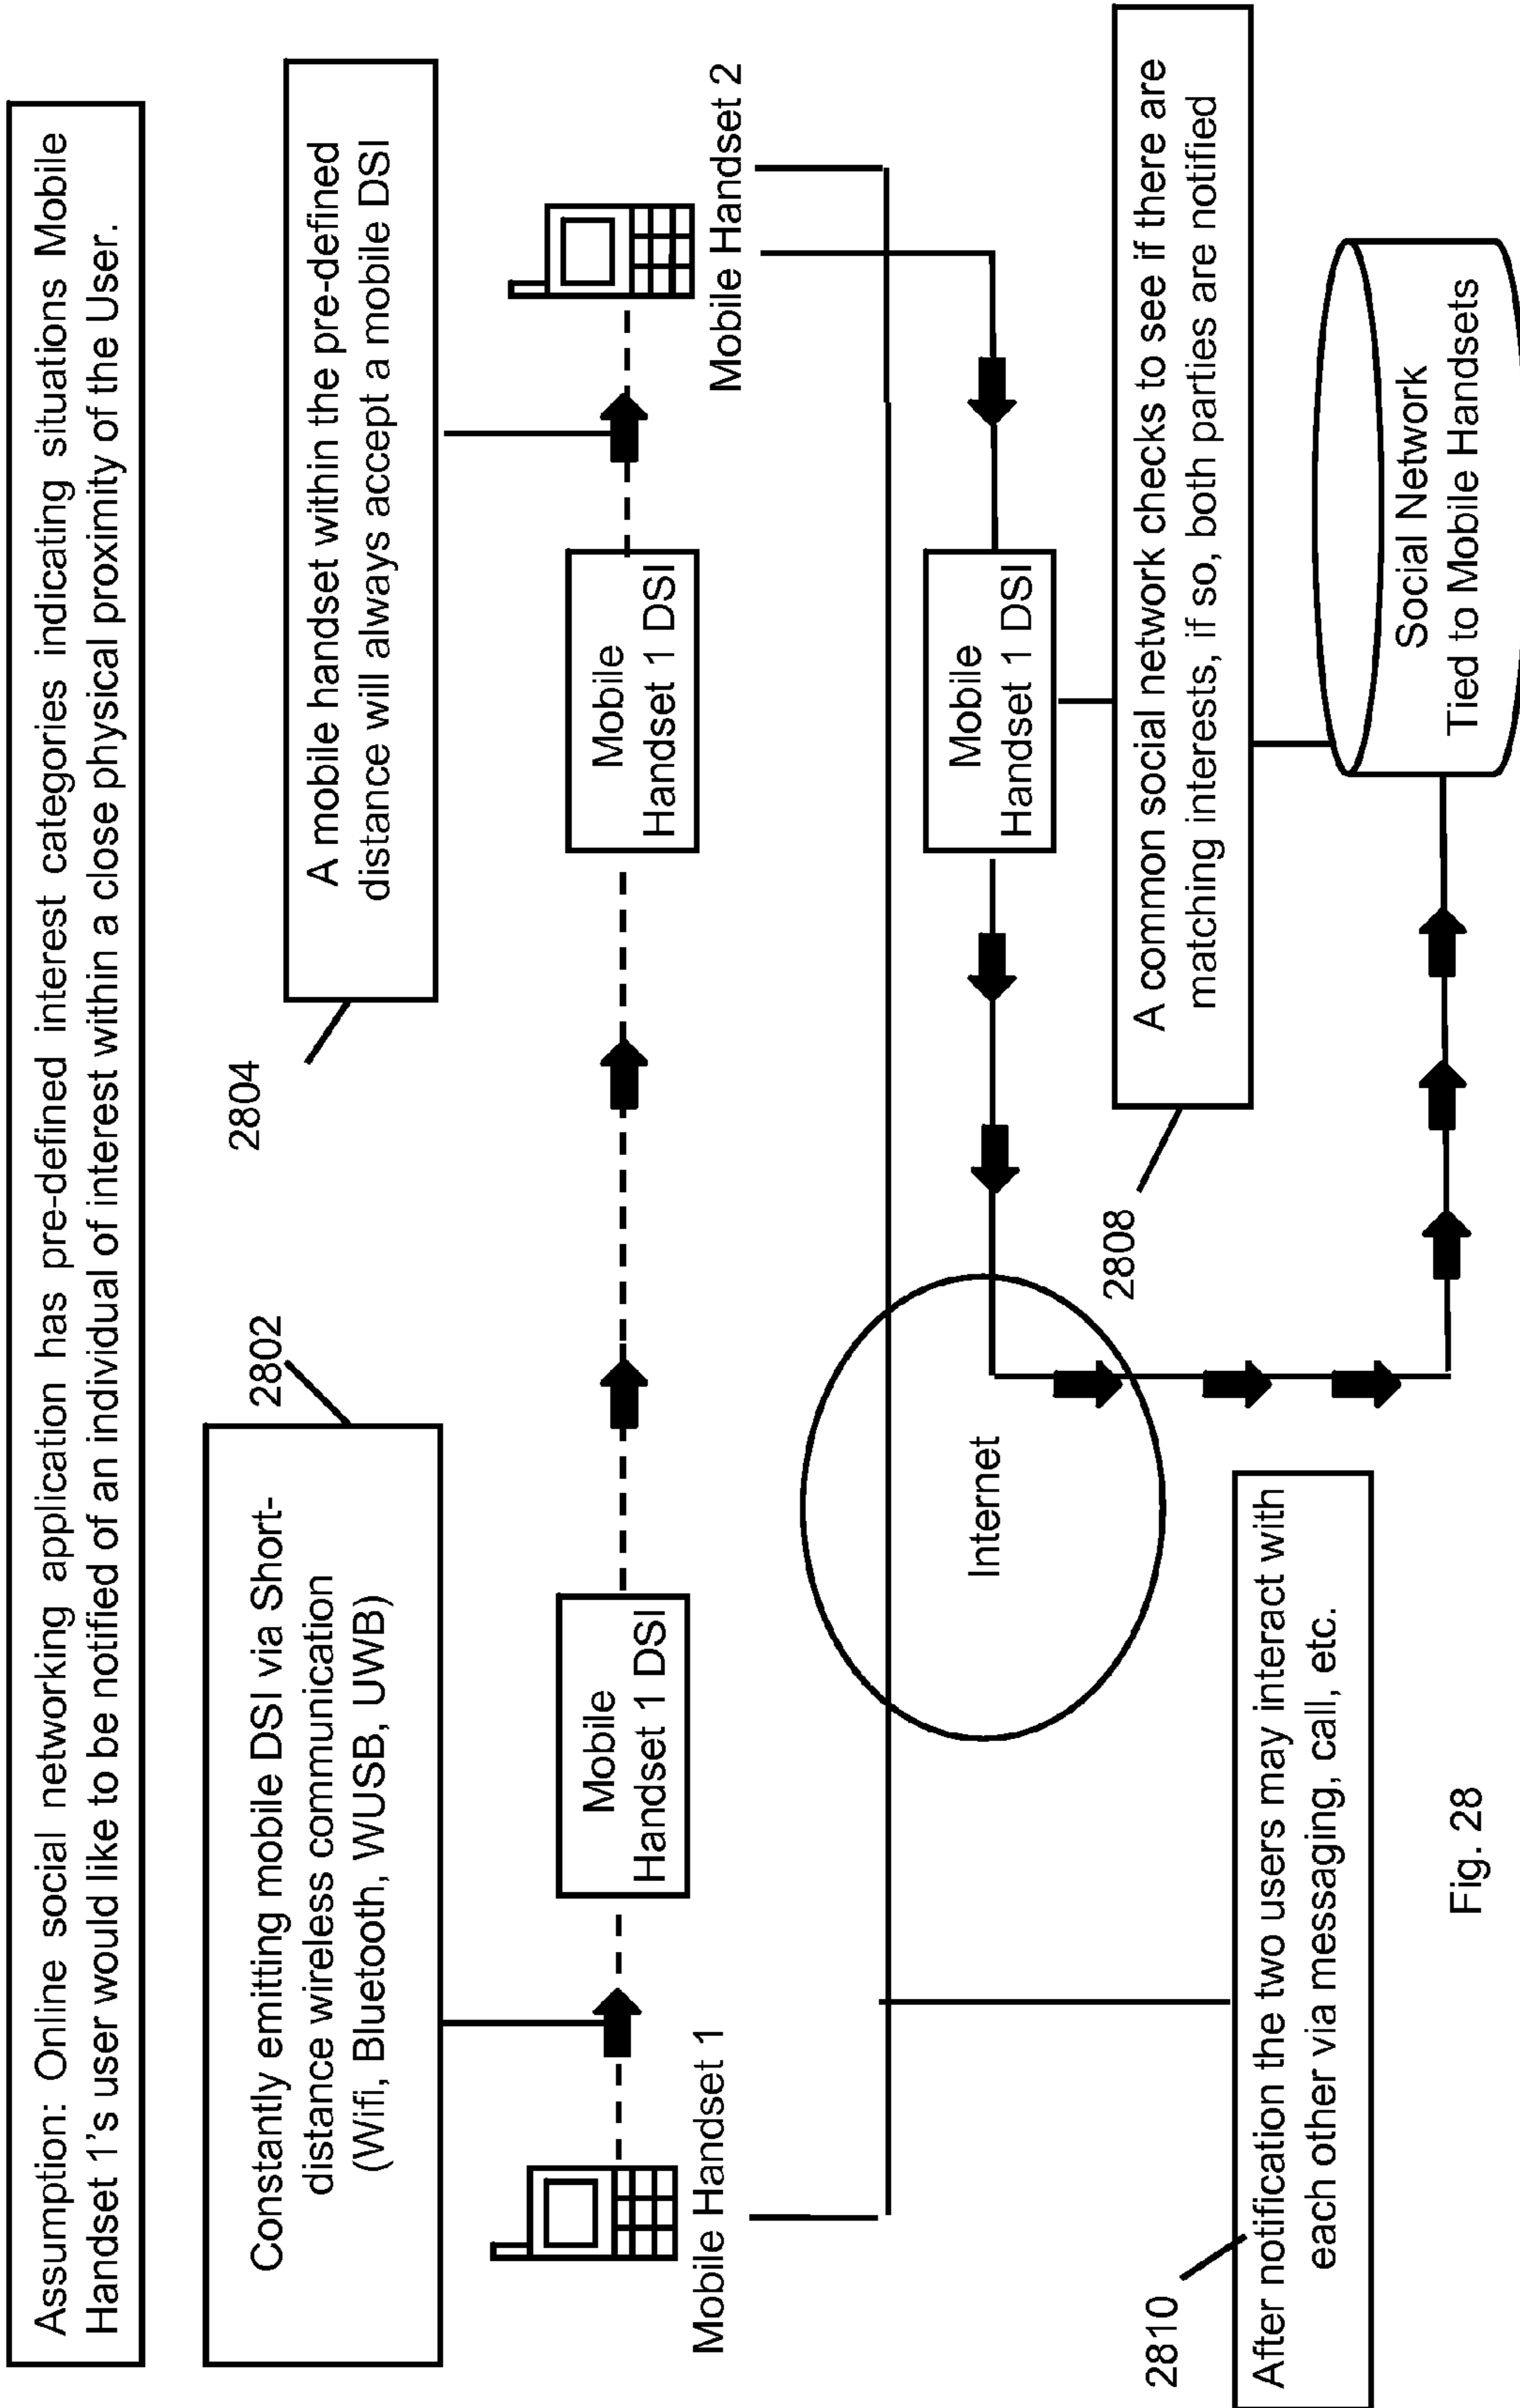 Assumption: Online social networking application has pre-defined interest categories indicating situations Mobile
Handset 1's user would like to be notified of an individual of interest within a close physical proximity of the User.
2802
Constantly emitting mobile DSI via Short-
distance wireless communication
(Wifi, Bluetooth, WUSB, UWB)
2804
A mobile handset within the pre-defined
distance will always accept a mobile DSI
Mobile Handset 1
Mobile
Handset 1 DSI
Mobile
Handset 1 DSI
Mobile Handset 2
Internet
Mobile
Handset 1 DSI
2808
A common social network checks to see if there are
matching interests, if so, both parties are notified
2810
After notification the two users may interact with
each other via messaging, call, etc.
Social Network
Tied to Mobile Handsets
Fig. 28